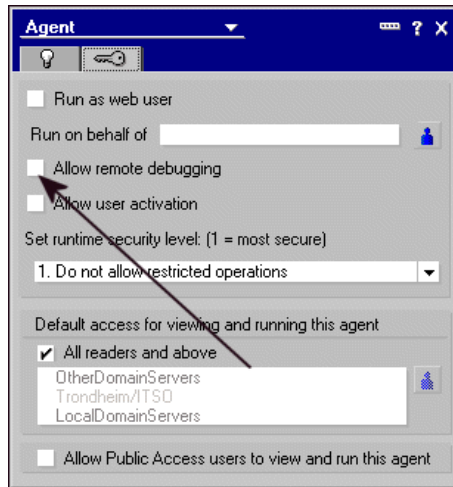 Agent
? X
Run as web user
Run on behalf of
Allow remote debugging
Allow user activation
Set runtime security level: (1 = most secure)
1. Do not allow restricted operations
Default access for viewing and running this agent
All readers and above
OtherDomainServers
Trondheim/ITSO
LocalDomainServers
Allow Public Access users to view and run this agent